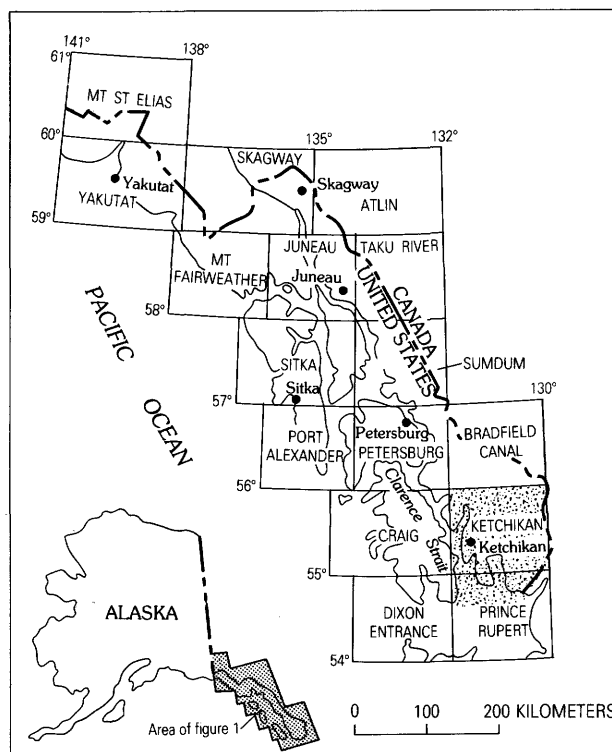 141°
138°
61°
MT ST ELIAS
60°
135°
132°
SKAGWAY
Skagway
Yakutat
YAKUTAT
ATLIN
59°
JUNEAU
TAKU RIVER
MT
FAIRWEATHER
Juneau
CANADA
UNITED STATES
58°
PACIFIC
OCEAN
SITKA
Sitka
SUMDUM
57°
130°
PORT
ALEXANDER
Petersburg
PETERSBURG
BRADFIELD
CANAL
56°
Clarence
Strait
CRAIG
KETCHIKAN
Ketchikan
55°
DIXON
ENTRANCE
PRINCE
RUPERT
54°
ALASKA
Area of figure 1
0 100 200 KILOMETERS